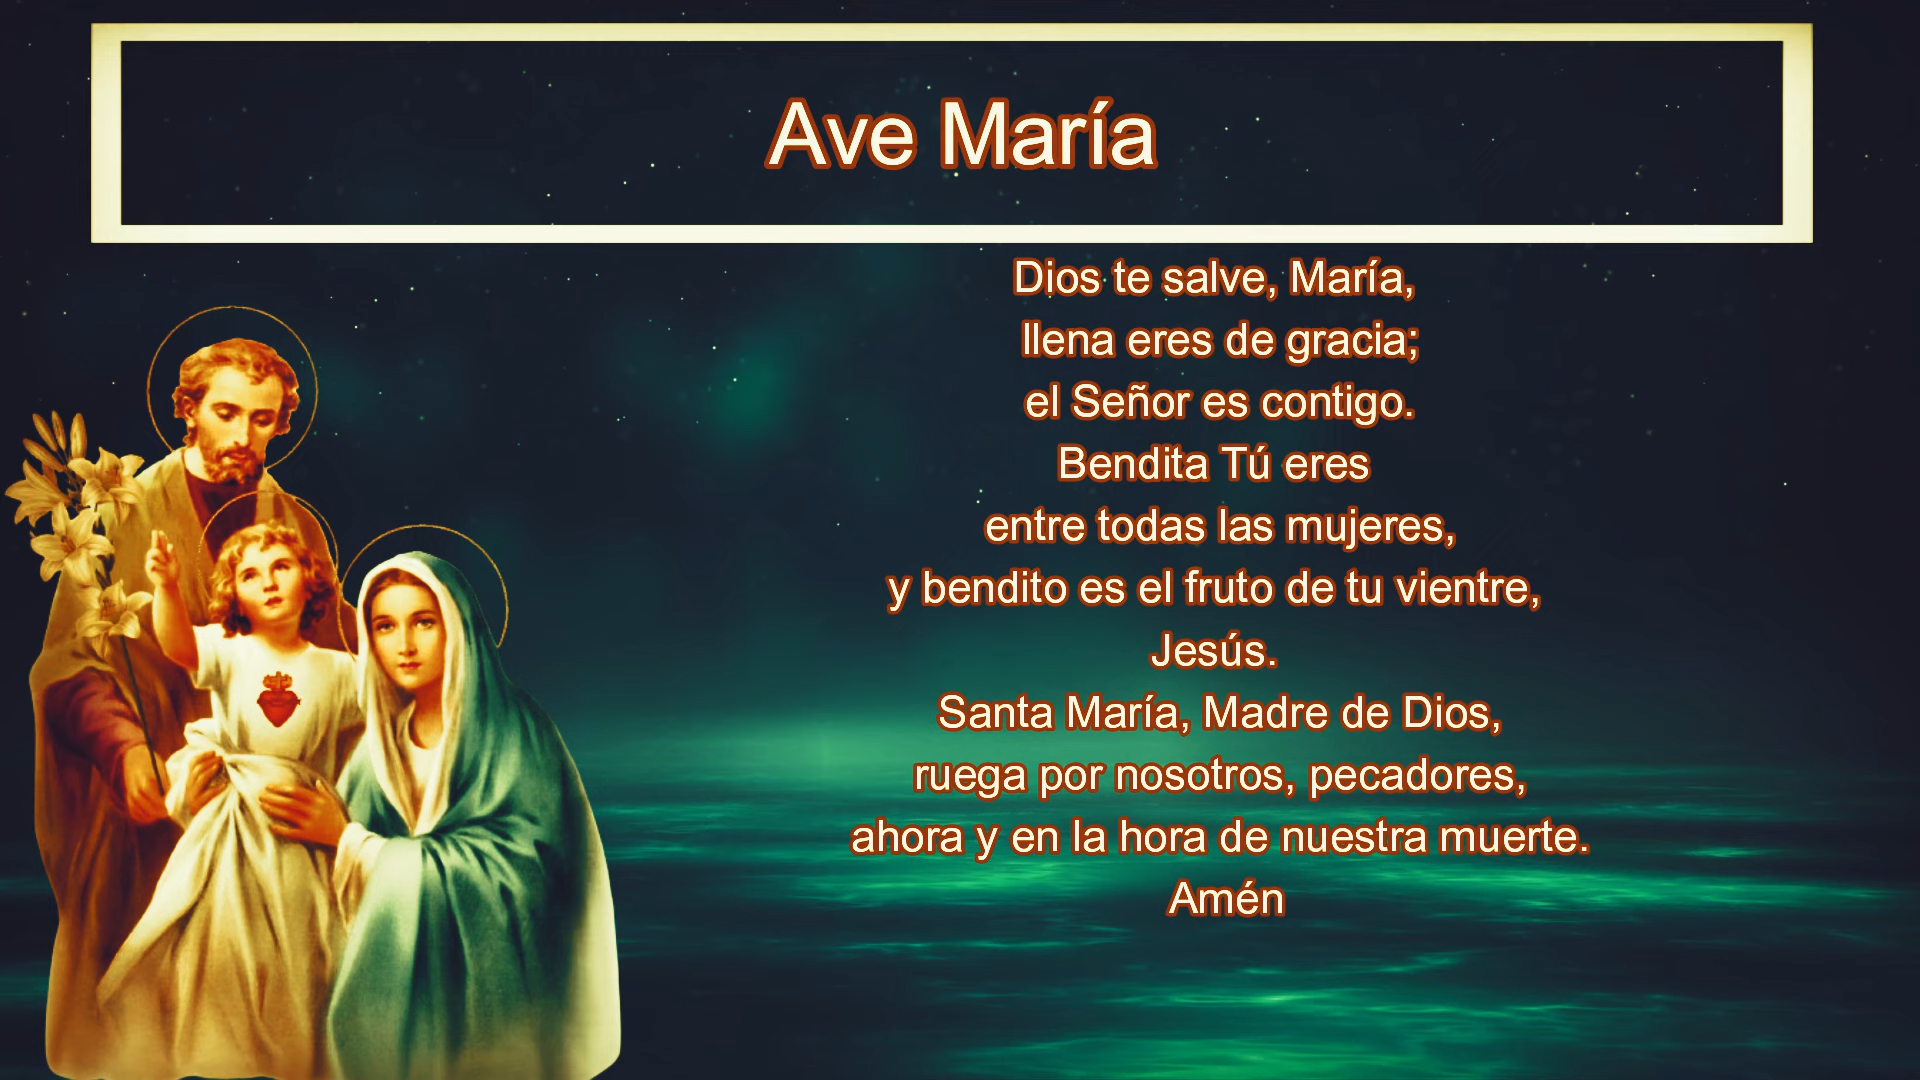 Ave María
Dios te salve, María,
llena eres de gracia;
el Señor es contigo.
Bendita Tú eres
entre todas las mujeres,
y bendito es el fruto de tu vientre,
Jesús.
Santa María, Madre de Dios,
ruega por nosotros, pecadores,
ahora y en la hora de nuestra muerte.
Amén